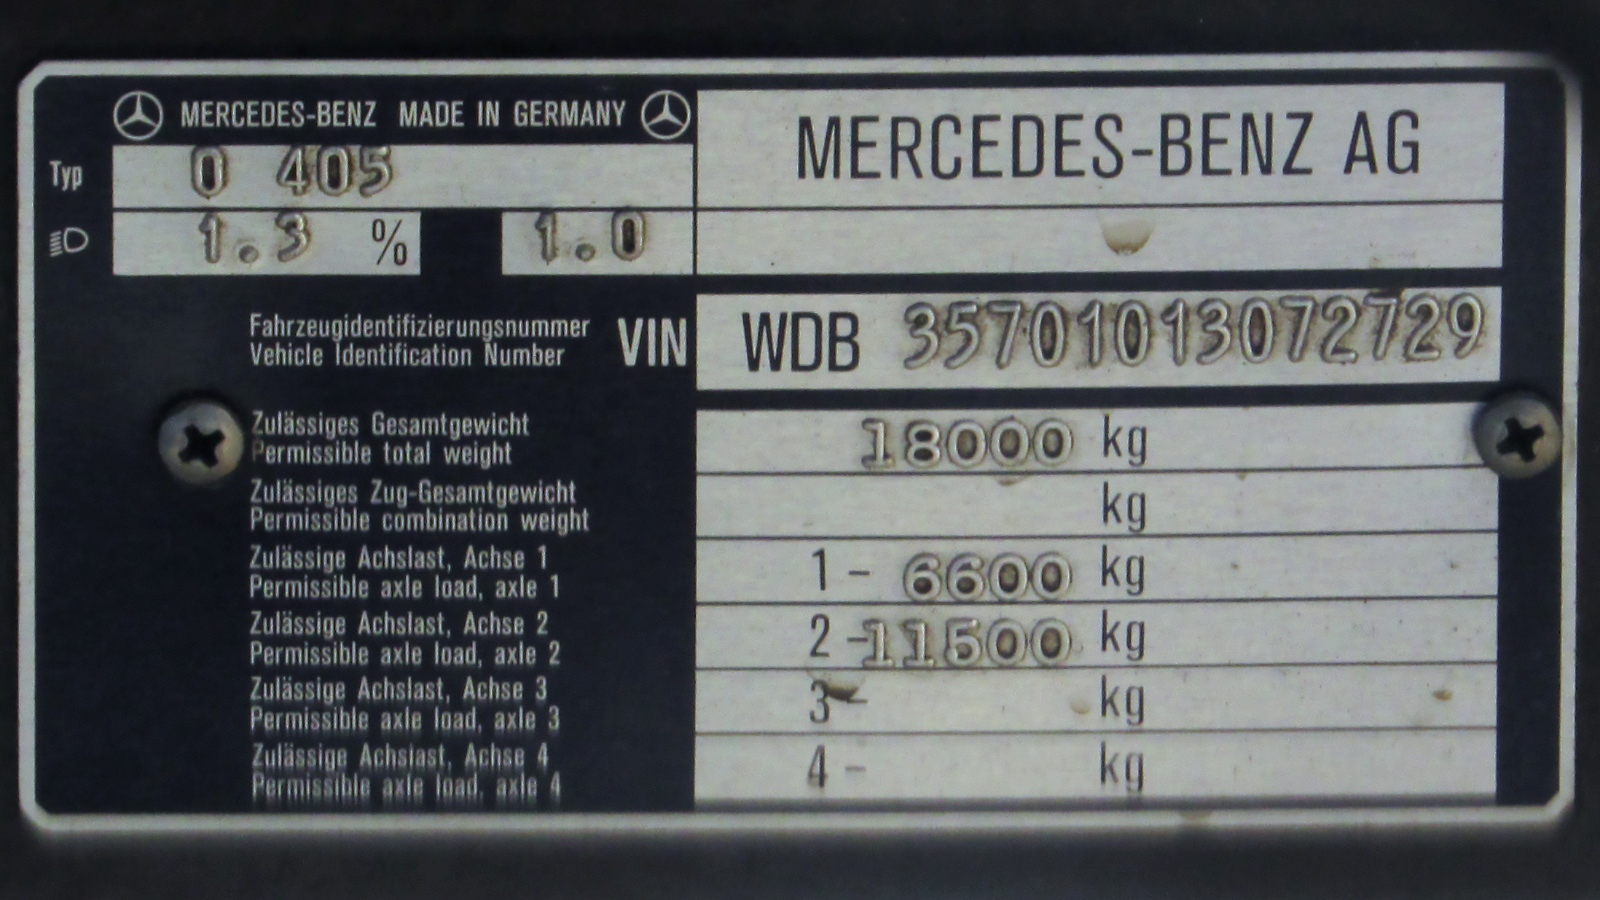 MERCEDES-BENZ MADE IN GERMANY
MERCEDES-BENZ AG
Typ O 405
1.3 % 1.0
Fahrzeugidentifizierungsnummer
Vehicle Identification Number
VIN WDB 35701013072729
Zulässiges Gesamtgewicht
Permissible total weight
18000 kg
Zulässiges Zug-Gesamtgewicht
Permissible combination weight
kg
Zulässige Achslast, Achse 1
Permissible axle load, axle 1
1 - 6600 kg
Zulässige Achslast, Achse 2
Permissible axle load, axle 2
2 - 11500 kg
Zulässige Achslast, Achse 3
Permissible axle load, axle 3
3 - kg
Zulässige Achslast, Achse 4
Permissible axle load, axle 4
4 - kg